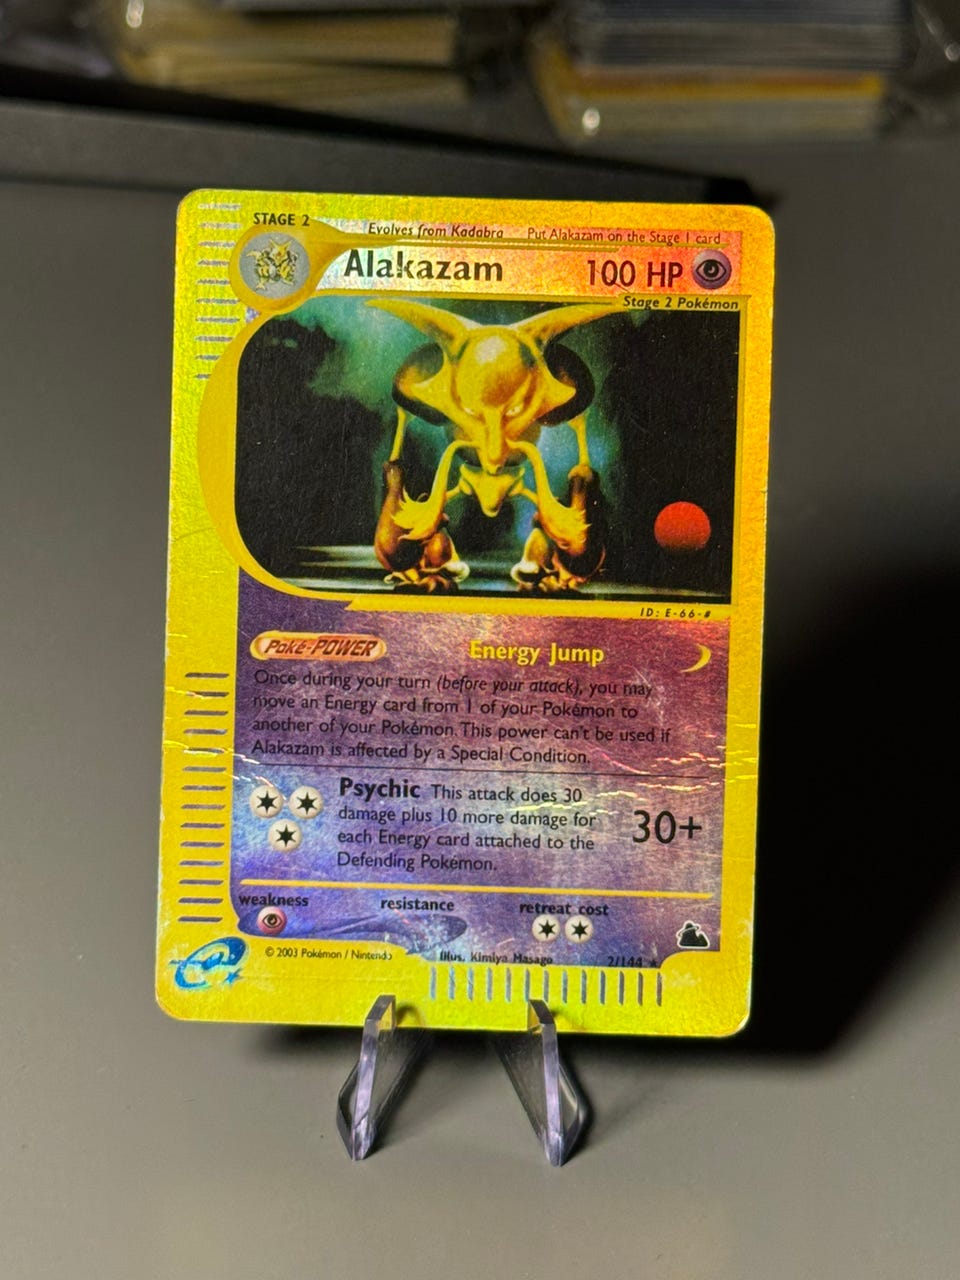 STAGE 2
Evolves from Kadabra Put Alakazam on the Stage 1 card
Alakazam 100 HP
Stage 2 Pokémon
ID: E-66-#
Poké-POWER Energy Jump
Once during your turn (before your attack), you may
move an Energy card from 1 of your Pokémon to
another of your Pokémon. This power can't be used if
Alakazam is affected by a Special Condition.
Psychic This attack does 30
damage plus 10 more damage for
each Energy card attached to the
Defending Pokémon.
30+
weakness resistance retreat cost
© 2003 Pokémon / Nintendo Illus. Kimiya Masago 2/144 ★
e